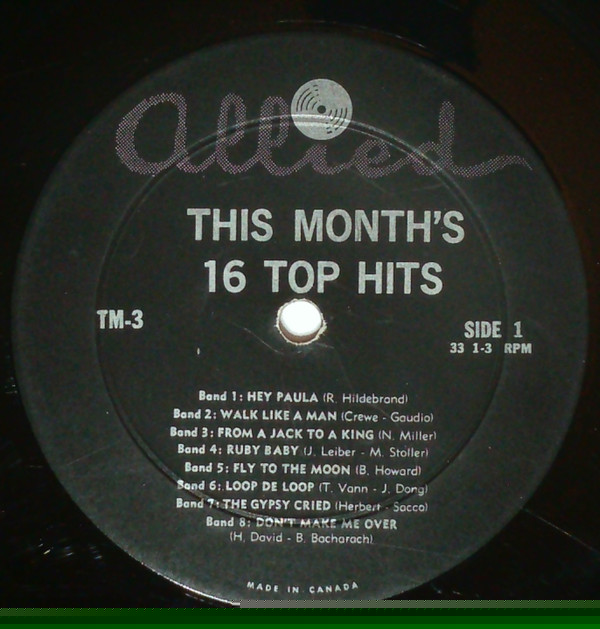 allied
THIS MONTH'S
16 TOP HITS
TM-3
SIDE 1
33 1-3 RPM
Band 1: HEY PAULA (R. Hildebrand)
Band 2: WALK LIKE A MAN (Crewe - Gaudio)
Band 3: FROM A JACK TO A KING (N. Miller)
Band 4: RUBY BABY (J. Leiber - M. Stoller)
Band 5: FLY TO THE MOON (B. Howard)
Band 6: LOOP DE LOOP (T. Vann - J. Dong)
Band 7: THE GYPSY CRIED (Herbert - Sacco)
Band 8: DON'T MAKE ME OVER
(H. David - B. Bacharach)
MADE IN CANADA